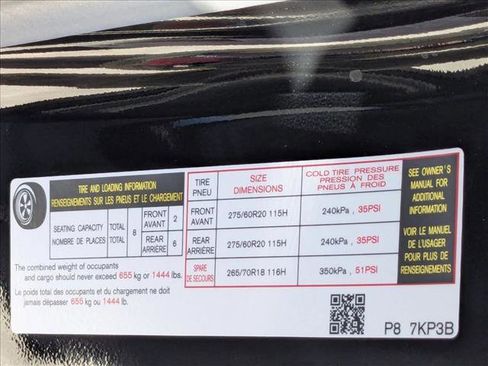 TIRE AND LOADING INFORMATION
RENSEIGNEMENTS SUR LES PNEUS ET LE CHARGEMENT
SEATING CAPACITY TOTAL
NOMBRE DE PLACES TOTAL
8
FRONT
AVANT
2
REAR
ARRIÈRE
6
The combined weight of occupants
and cargo should never exceed 655 kg or 1444 lbs.
Le poids total des occupants et du chargement ne doit
jamais dépasser 655 kg ou 1444 lb.
TIRE
PNEU
SIZE
DIMENSIONS
COLD TIRE PRESSURE
PRESSION DES
PNEUS À FROID
FRONT
AVANT
275/60R20 115H
240kPa , 35PSI
REAR
ARRIÈRE
275/60R20 115H
240kPa , 35PSI
SPARE
DE SECOURS
265/70R18 116H
350kPa , 51PSI
SEE OWNER'S
MANUAL FOR
ADDITIONAL
INFORMATION
VOIR LE MANUEL
DE L'USAGER
POUR PLUS DE
RENSEIGNEMENTS
P8 7KP3B